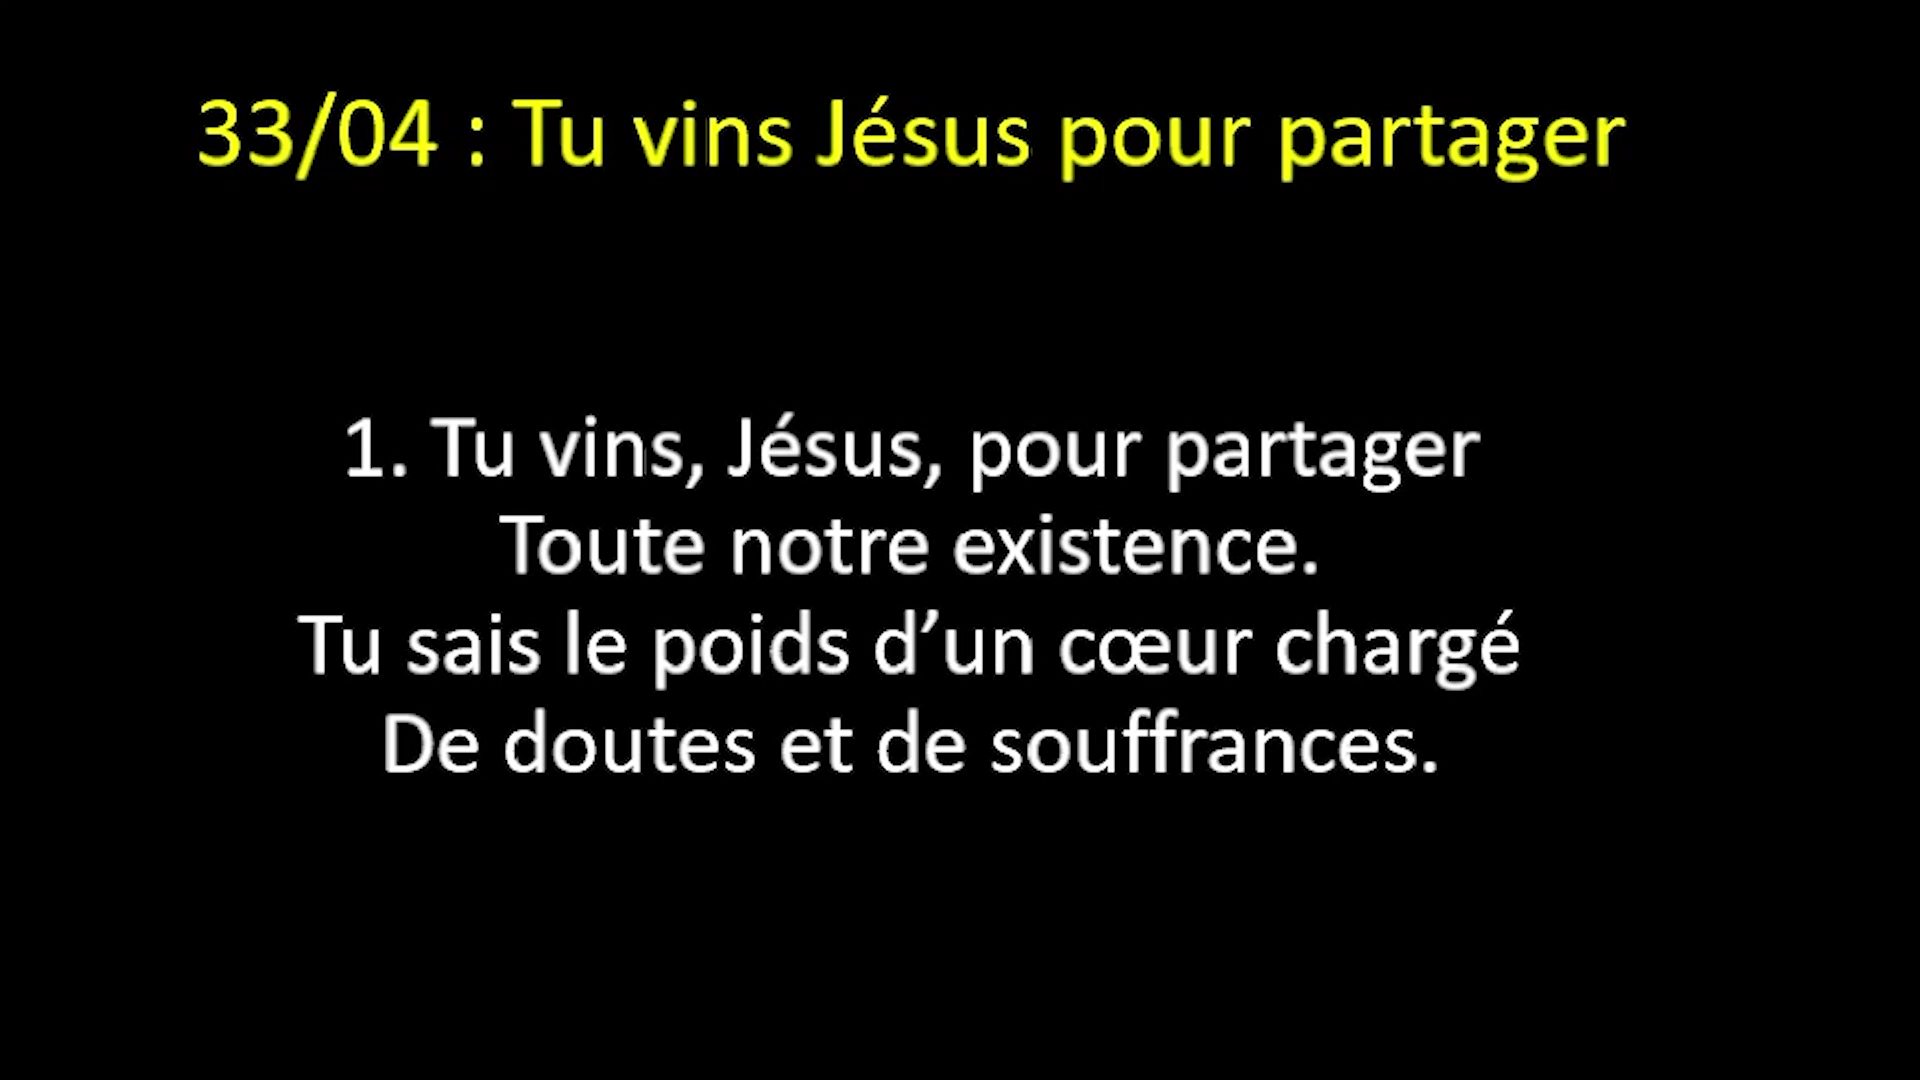 33/04 : Tu vins Jésus pour partager
1. Tu vins, Jésus, pour partager
Toute notre existence.
Tu sais le poids d’un cœur chargé
De doutes et de souffrances.